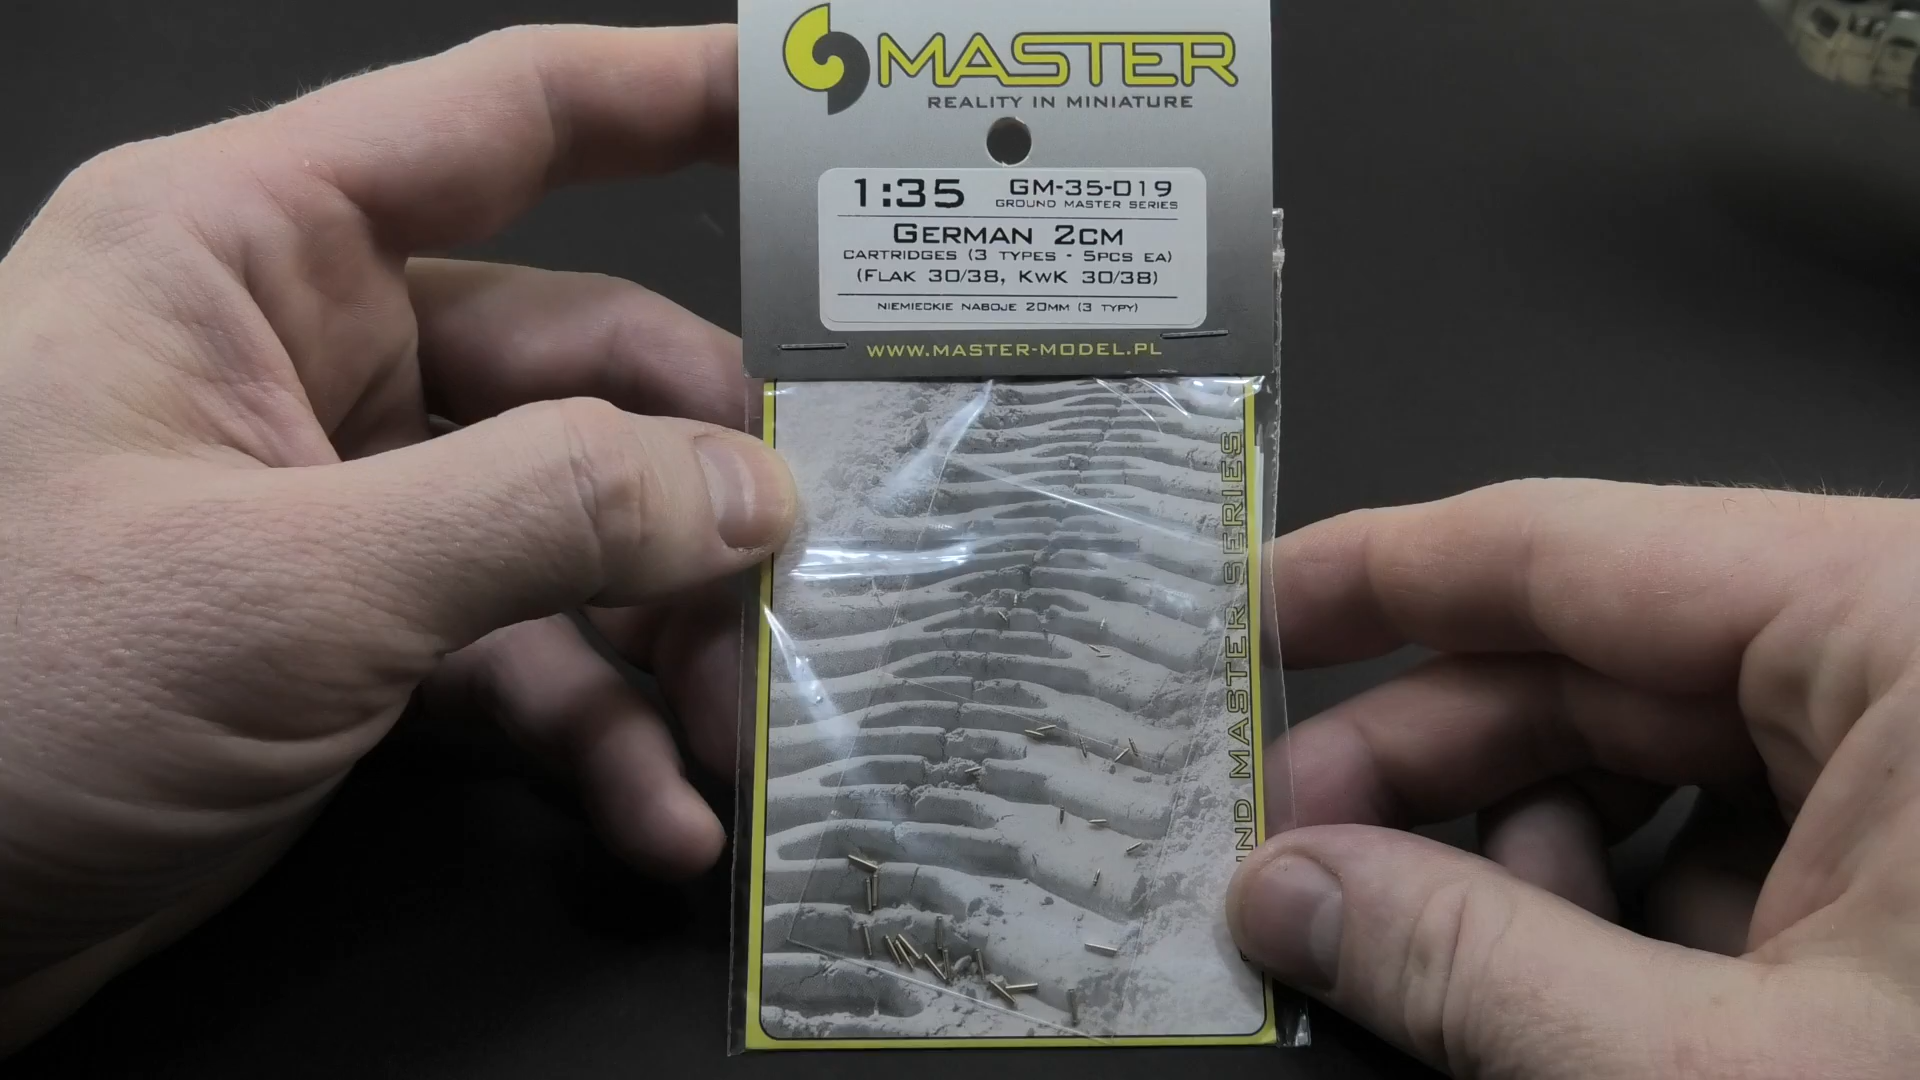 MASTER
REALITY IN MINIATURE
1:35
GM-35-019
GROUND MASTER SERIES
GERMAN 2CM
CARTRIDGES (3 TYPES - 5PCS EA)
(FLAK 30/38, KWK 30/38)
NIEMIECKIE NABOJE 20MM (3 TYPY)
WWW.MASTER-MODEL.PL
MASTER SERIES